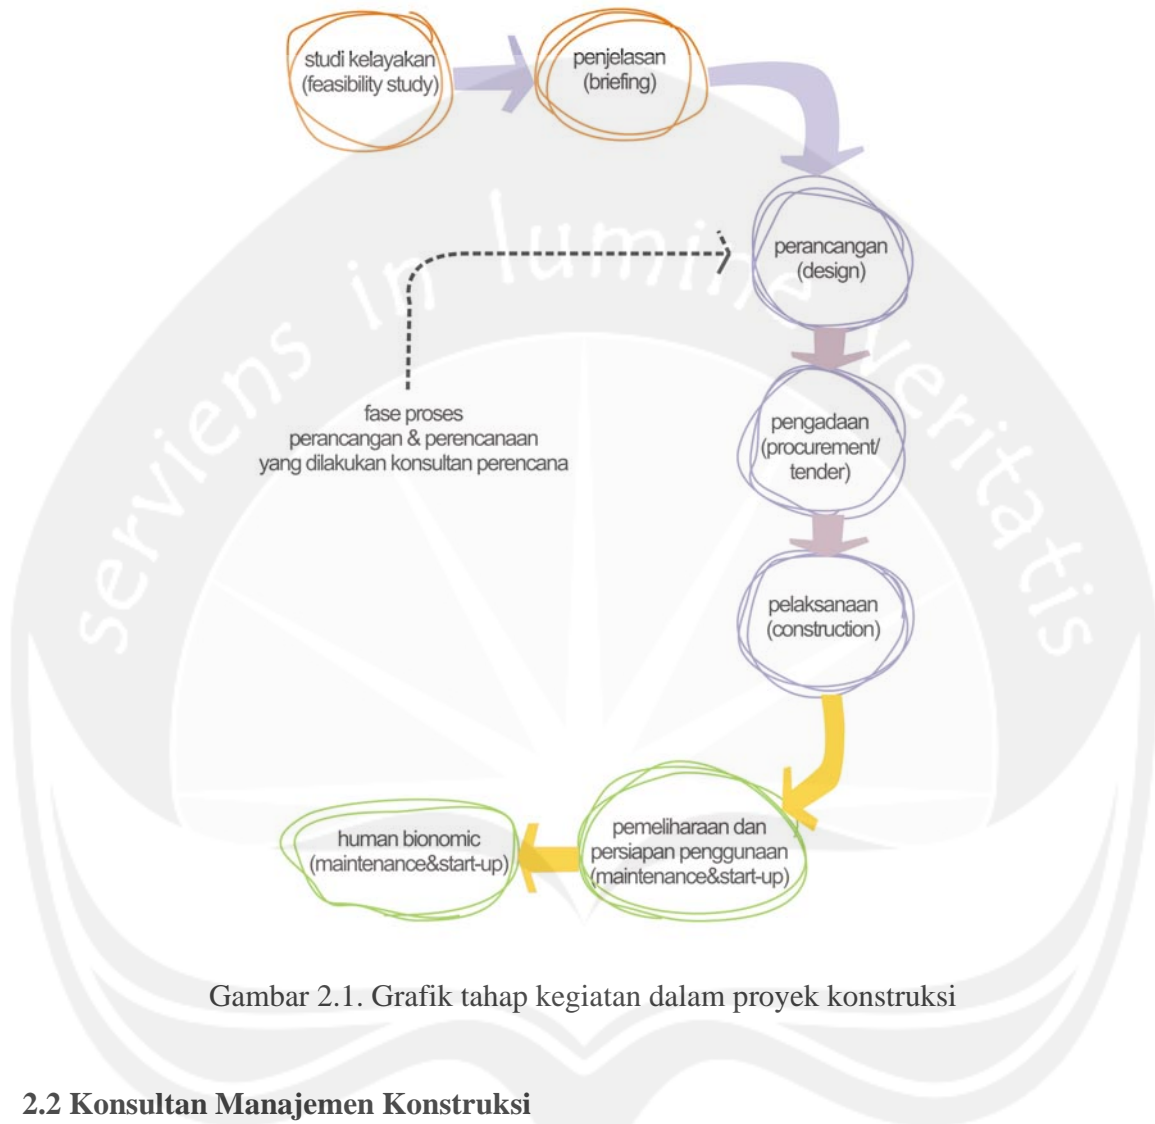 studi kelayakan
(feasibility study)
penjelasan
(briefing)
perancangan
(design)
fase proses
perancangan & perencanaan
yang dilakukan konsultan perencana
pengadaan
(procurement/
tender)
pelaksanaan
(construction)
pemeliharaan dan
persiapan penggunaan
(maintenance&start-up)
human bionomic
(maintenance&start-up)
serviens in lumine veritatis
Gambar 2.1. Grafik tahap kegiatan dalam proyek konstruksi
2.2 Konsultan Manajemen Konstruksi